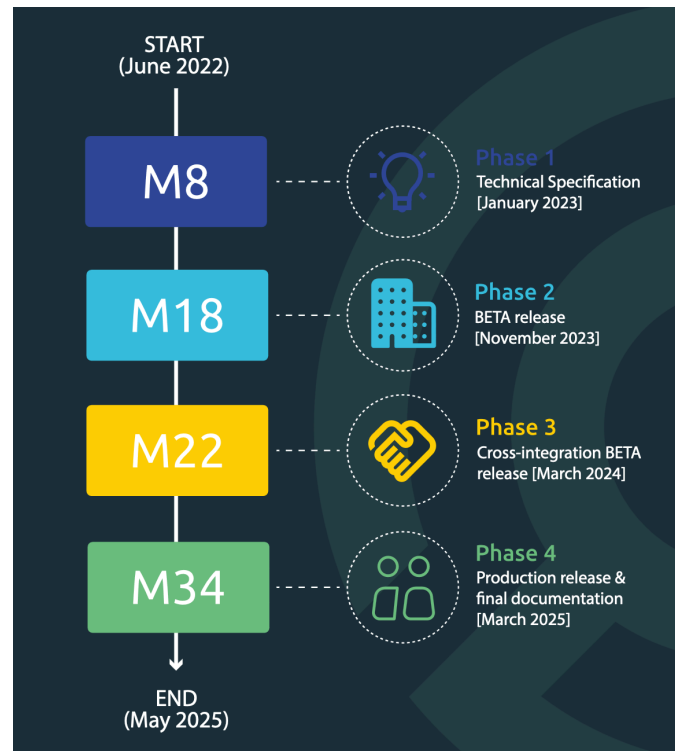 START
(June 2022)
M8
Phase 1
Technical Specification
[January 2023]
M18
Phase 2
BETA release
[November 2023]
M22
Phase 3
Cross-integration BETA
release [March 2024]
M34
Phase 4
Production release &
final documentation
[March 2025]
END
(May 2025)